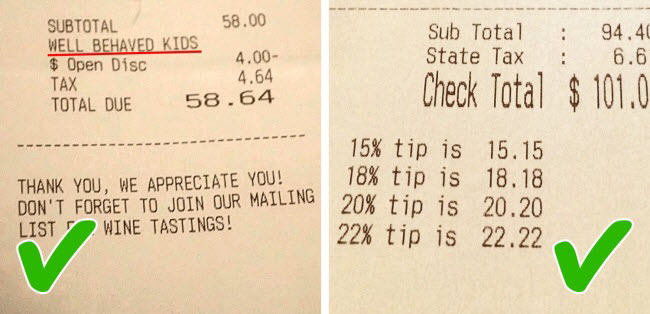 SUBTOTAL 58.00
WELL BEHAVED KIDS
$ Open Disc 4.00-
TAX 4.64
TOTAL DUE 58.64
THANK YOU, WE APPRECIATE YOU!
DON'T FORGET TO JOIN OUR MAILING
LIST WINE TASTINGS!
Sub Total : 94.40
State Tax : 6.6
Check Total $ 101.0
15% tip is 15.15
18% tip is 18.18
20% tip is 20.20
22% tip is 22.22